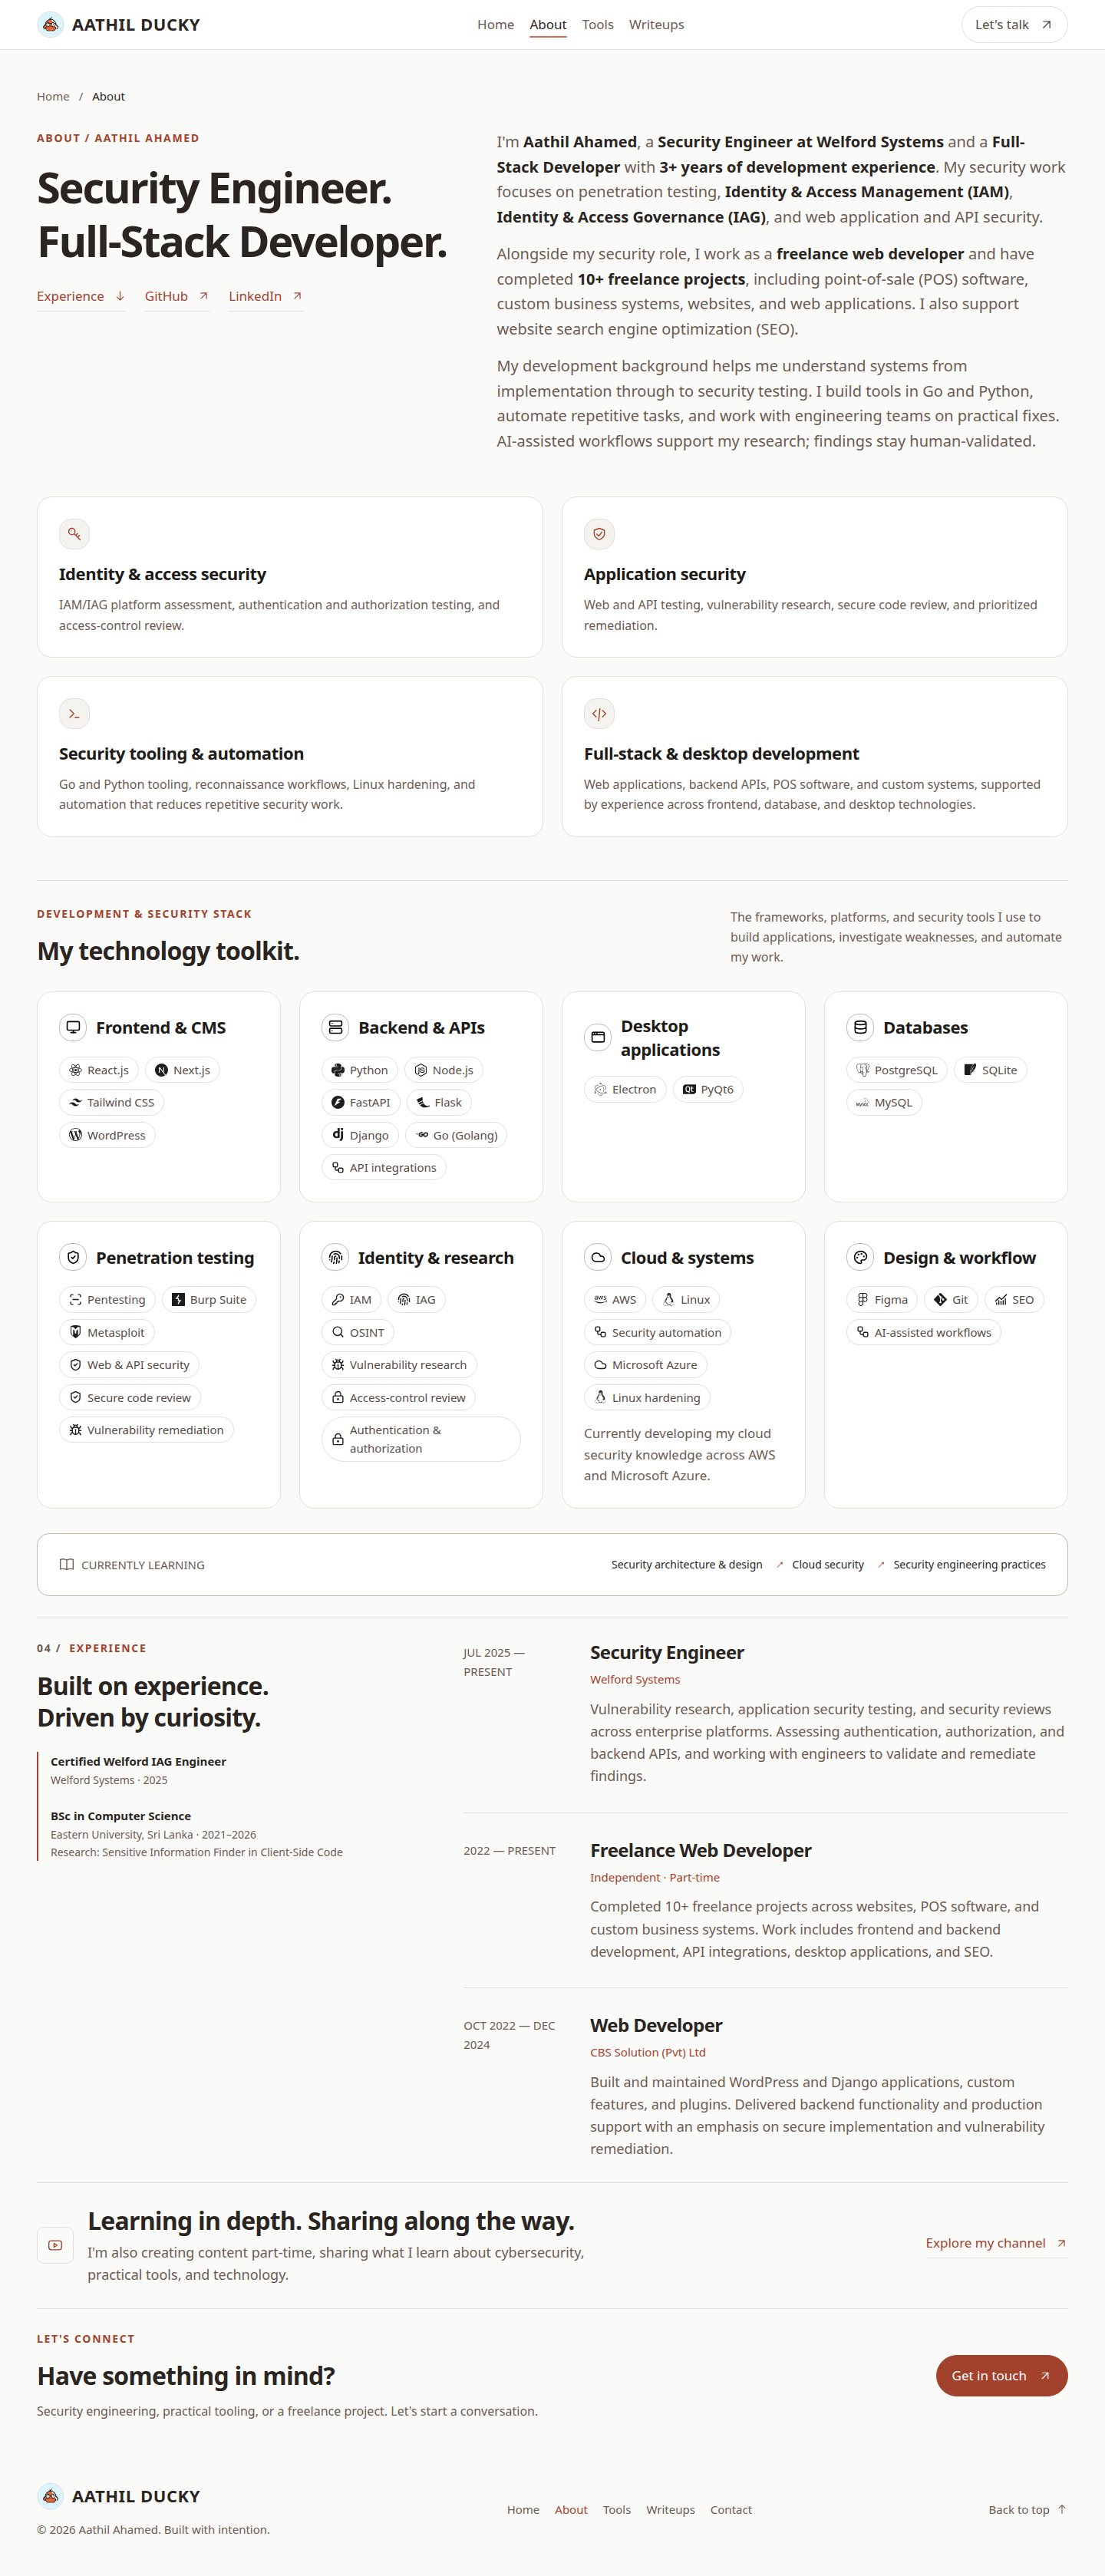 AATHIL DUCKY
Home About Tools Writeups
Let's talk
Home / About
ABOUT / AATHIL AHAMED
Security Engineer.
Full-Stack Developer.
Experience GitHub LinkedIn
I'm Aathil Ahamed, a Security Engineer at Welford Systems and a Full-
Stack Developer with 3+ years of development experience. My security work
focuses on penetration testing, Identity & Access Management (IAM),
Identity & Access Governance (IAG), and web application and API security.
Alongside my security role, I work as a freelance web developer and have
completed 10+ freelance projects, including point-of-sale (POS) software,
custom business systems, websites, and web applications. I also support
website search engine optimization (SEO).
My development background helps me understand systems from
implementation through to security testing. I build tools in Go and Python,
automate repetitive tasks, and work with engineering teams on practical fixes.
AI-assisted workflows support my research; findings stay human-validated.
Identity & access security
IAM/IAG platform assessment, authentication and authorization testing, and
access-control review.
Application security
Web and API testing, vulnerability research, secure code review, and prioritized
remediation.
Security tooling & automation
Go and Python tooling, reconnaissance workflows, Linux hardening, and
automation that reduces repetitive security work.
Full-stack & desktop development
Web applications, backend APIs, POS software, and custom systems, supported
by experience across frontend, database, and desktop technologies.
DEVELOPMENT & SECURITY STACK
My technology toolkit.
The frameworks, platforms, and security tools I use to
build applications, investigate weaknesses, and automate
my work.
Frontend & CMS
React.js Next.js
Tailwind CSS
WordPress
Backend & APIs
Python Node.js
FastAPI Flask
Django Go (Golang)
API integrations
Desktop
applications
Electron PyQt6
Databases
PostgreSQL SQLite
MySQL
Penetration testing
Pentesting Burp Suite
Metasploit
Web & API security
Secure code review
Vulnerability remediation
Identity & research
IAM IAG
OSINT
Vulnerability research
Access-control review
Authentication &
authorization
Cloud & systems
AWS Linux
Security automation
Microsoft Azure
Linux hardening
Currently developing my cloud
security knowledge across AWS
and Microsoft Azure.
Design & workflow
Figma Git SEO
AI-assisted workflows
CURRENTLY LEARNING
Security architecture & design Cloud security Security engineering practices
04 / EXPERIENCE
Built on experience.
Driven by curiosity.
Certified Welford IAG Engineer
Welford Systems · 2025
BSc in Computer Science
Eastern University, Sri Lanka · 2021–2026
Research: Sensitive Information Finder in Client-Side Code
JUL 2025 —
PRESENT
Security Engineer
Welford Systems
Vulnerability research, application security testing, and security reviews
across enterprise platforms. Assessing authentication, authorization, and
backend APIs, and working with engineers to validate and remediate
findings.
2022 — PRESENT
Freelance Web Developer
Independent · Part-time
Completed 10+ freelance projects across websites, POS software, and
custom business systems. Work includes frontend and backend
development, API integrations, desktop applications, and SEO.
OCT 2022 — DEC
2024
Web Developer
CBS Solution (Pvt) Ltd
Built and maintained WordPress and Django applications, custom
features, and plugins. Delivered backend functionality and production
support with an emphasis on secure implementation and vulnerability
remediation.
Learning in depth. Sharing along the way.
I'm also creating content part-time, sharing what I learn about cybersecurity,
practical tools, and technology.
Explore my channel
LET'S CONNECT
Have something in mind?
Security engineering, practical tooling, or a freelance project. Let's start a conversation.
Get in touch
AATHIL DUCKY
© 2026 Aathil Ahamed. Built with intention.
Home About Tools Writeups Contact
Back to top